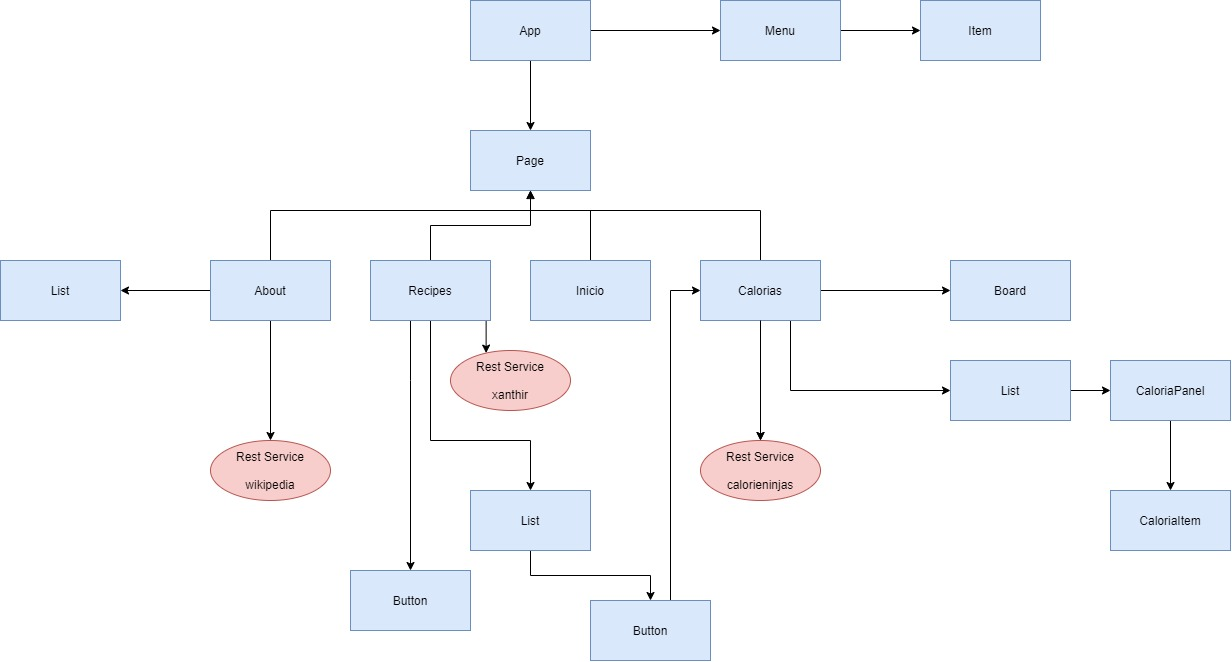 App
Menu
Item
Page
List
About
Recipes
Inicio
Calorias
Board
Rest Service
xanthir
List
CaloriaPanel
Rest Service
wikipedia
Rest Service
calorieninjas
List
CaloriaItem
Button
Button